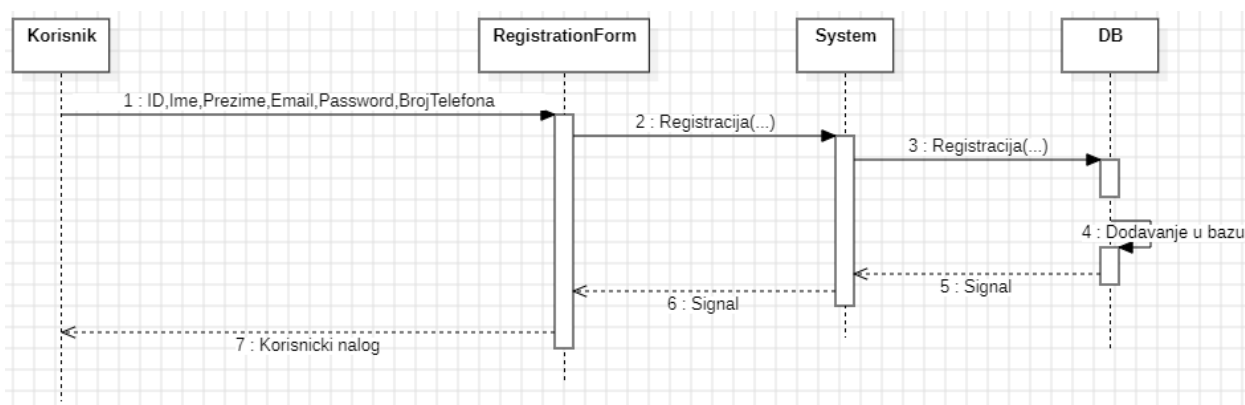 Korisnik
RegistrationForm
System
DB
1 : ID,Ime,Prezime,Email,Password,BrojTelefona
2 : Registracija(...)
3 : Registracija(...)
4 : Dodavanje u bazu
5 : Signal
6 : Signal
7 : Korisnicki nalog